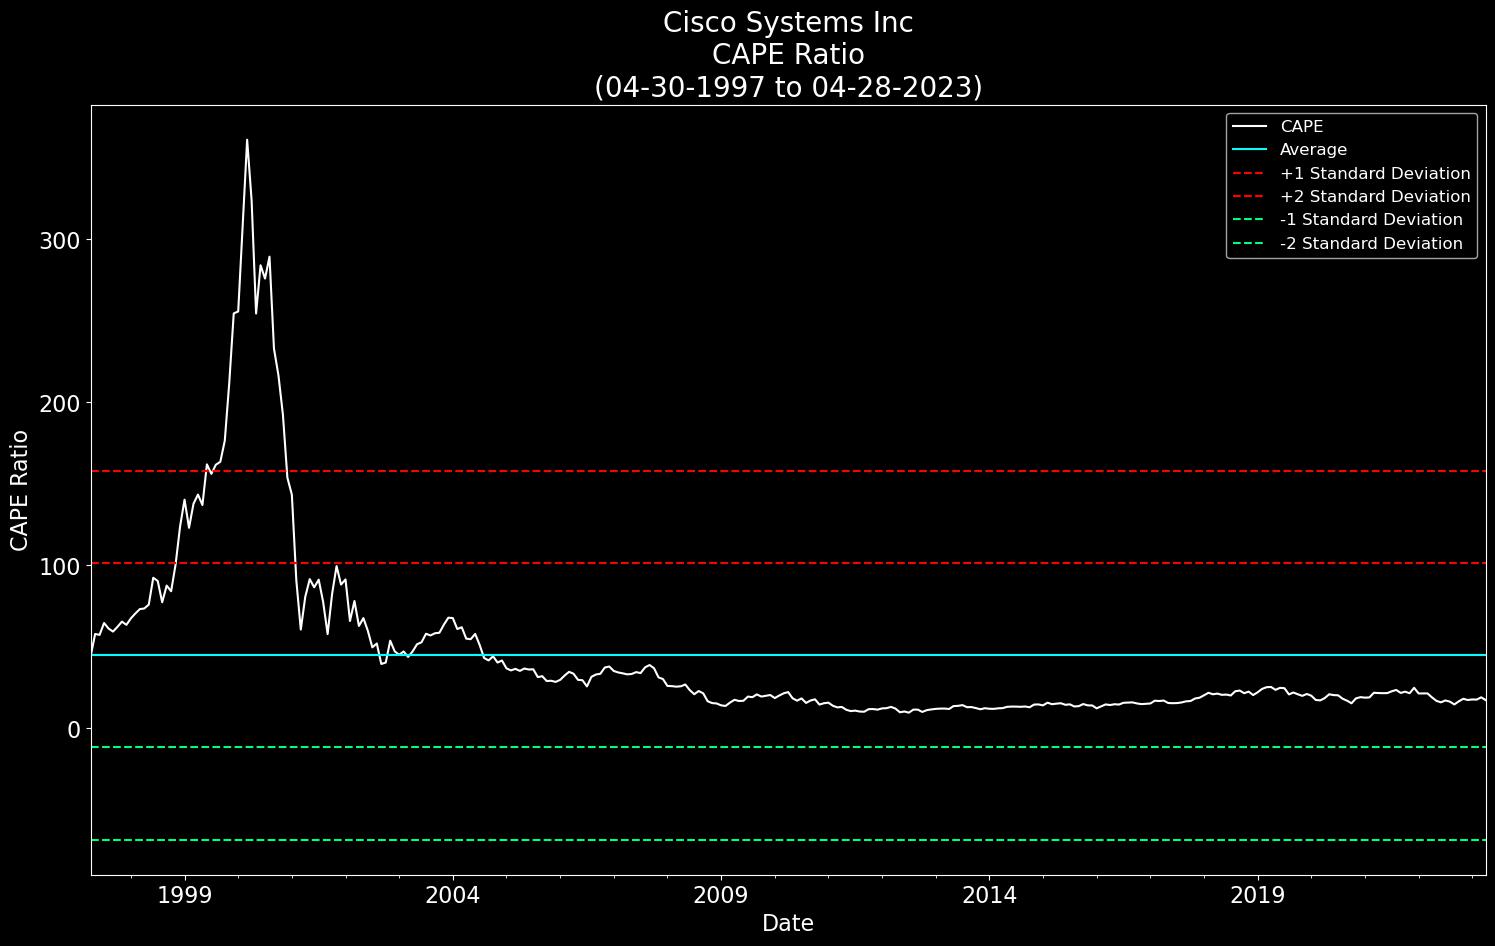 Cisco Systems Inc
CAPE Ratio
(04-30-1997 to 04-28-2023)
CAPE
Average
+1 Standard Deviation
+2 Standard Deviation
-1 Standard Deviation
-2 Standard Deviation
CAPE Ratio
300
200
100
0
1999
2004
2009
2014
2019
Date